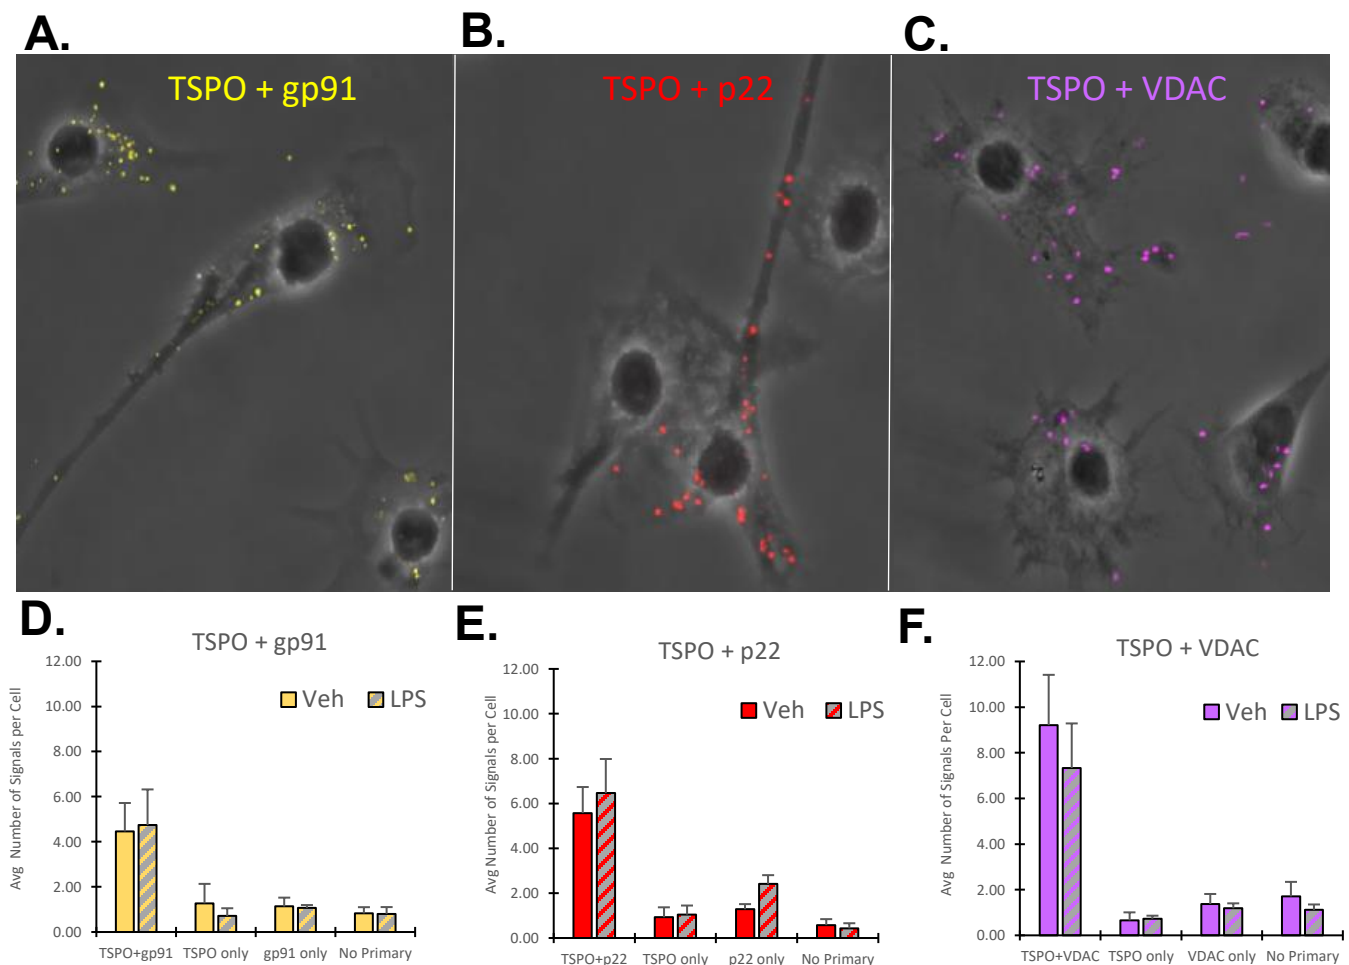 A.
B.
C.
TSPO + gp91
TSPO + p22
TSPO + VDAC
D.
TSPO + gp91
Avg Number of Signals per Cell
12.00
10.00
8.00
6.00
4.00
2.00
0.00
Veh
LPS
TSPO+gp91 TSPO only gp91 only No Primary
E.
TSPO + p22
Avg Number of Signals per Cell
12.00
10.00
8.00
6.00
4.00
2.00
0.00
Veh
LPS
TSPO+p22 TSPO only p22 only No Primary
F.
TSPO + VDAC
Avg Number of Signals Per Cell
12.00
10.00
8.00
6.00
4.00
2.00
0.00
Veh
LPS
TSPO+VDAC TSPO only VDAC only No Primary